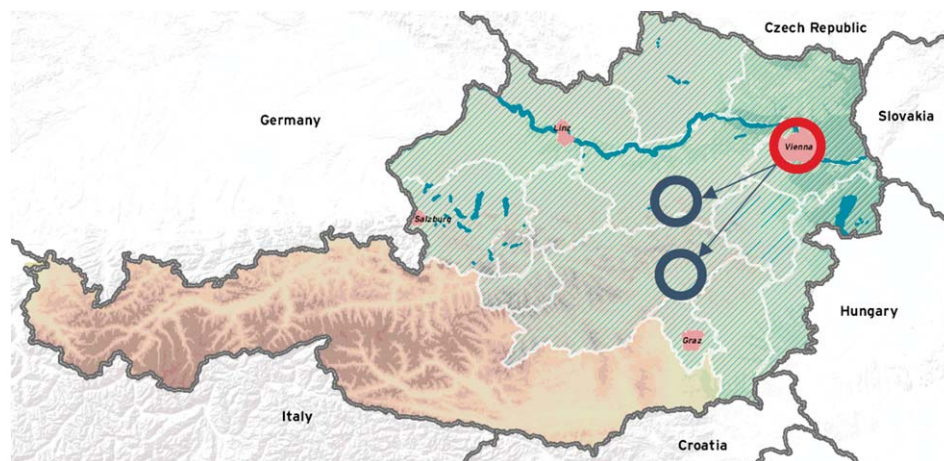 Czech Republic
Germany
Slovakia
Linz
Vienna
Salzburg
Hungary
Graz
Italy
Croatia